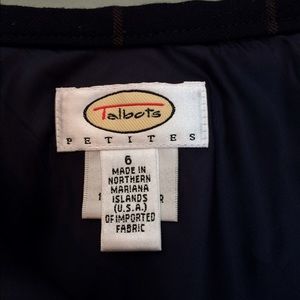 Talbots
PETITES
6
MADE IN
NORTHERN
MARIANA
ISLANDS
(U.S.A.)
OF IMPORTED
FABRIC